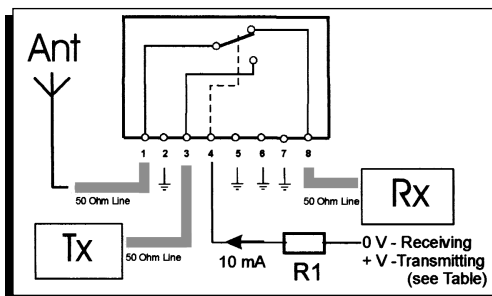 Ant
1 2 3 4 5 6 7 8
50 Ohm Line
50 Ohm Line
Rx
Tx
50 Ohm Line
10 mA
R1
0 V - Receiving
+ V -Transmitting
(see Table)